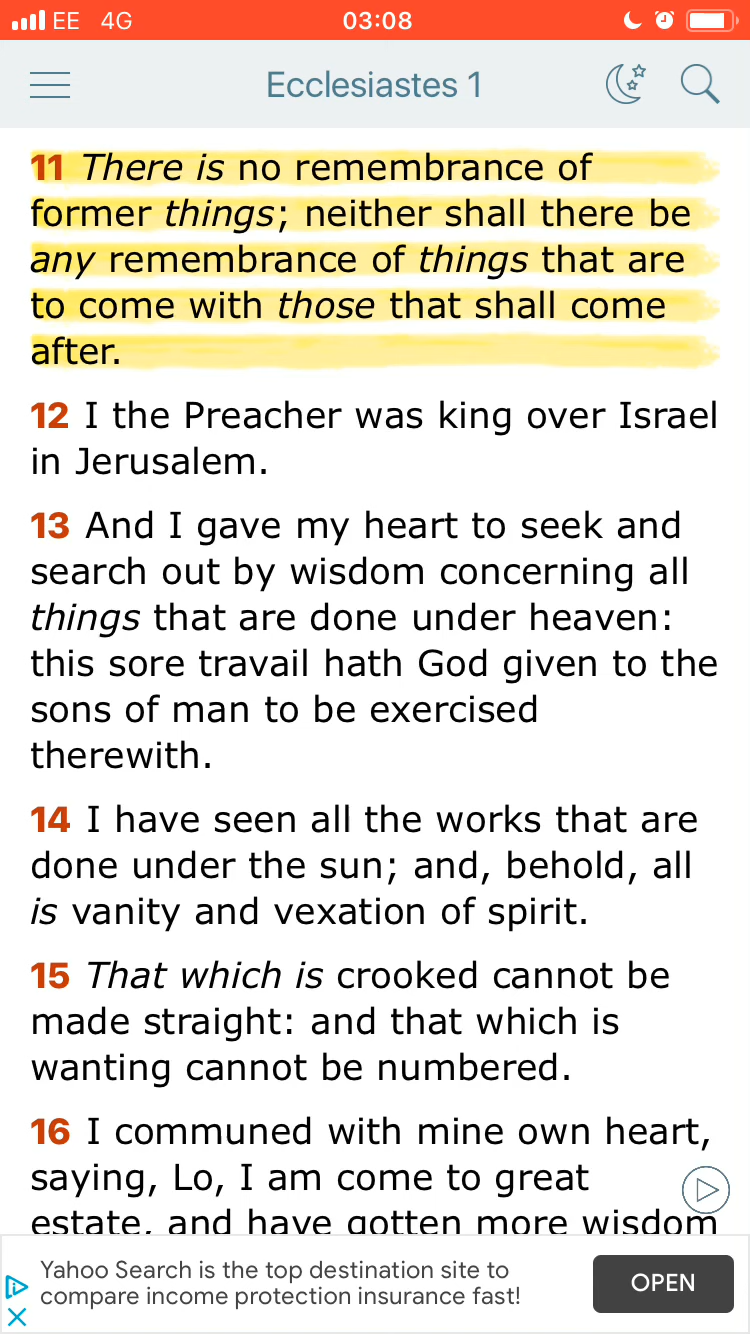 EE 4G 03:08
Ecclesiastes 1
11 There is no remembrance of
former things; neither shall there be
any remembrance of things that are
to come with those that shall come
after.
12 I the Preacher was king over Israel
in Jerusalem.
13 And I gave my heart to seek and
search out by wisdom concerning all
things that are done under heaven:
this sore travail hath God given to the
sons of man to be exercised
therewith.
14 I have seen all the works that are
done under the sun; and, behold, all
is vanity and vexation of spirit.
15 That which is crooked cannot be
made straight: and that which is
wanting cannot be numbered.
16 I communed with mine own heart,
saying, Lo, I am come to great
estate, and have gotten more wisdom
Yahoo Search is the top destination site to
compare income protection insurance fast!
OPEN